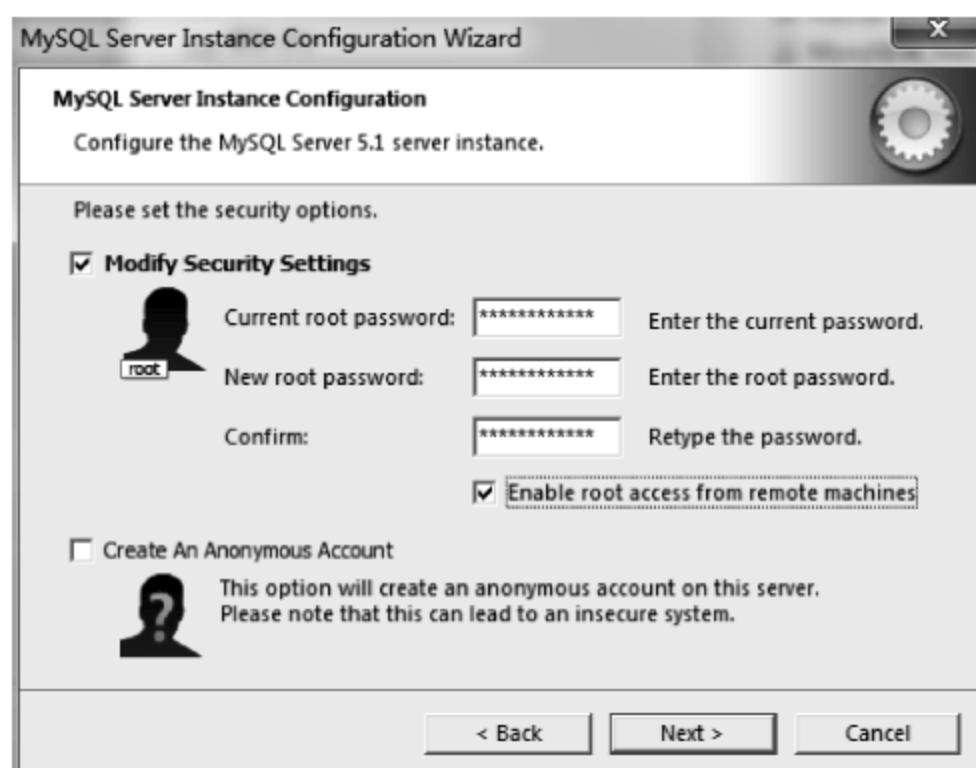 MySQL Server Instance Configuration Wizard
x
MySQL Server Instance Configuration
Configure the MySQL Server 5.1 server instance.
Please set the security options.
Modify Security Settings
Current root password: ************ Enter the current password.
root
New root password: ************ Enter the root password.
Confirm: ************ Retype the password.
Enable root access from remote machines
Create An Anonymous Account
This option will create an anonymous account on this server.
Please note that this can lead to an insecure system.
?
< Back Next > Cancel